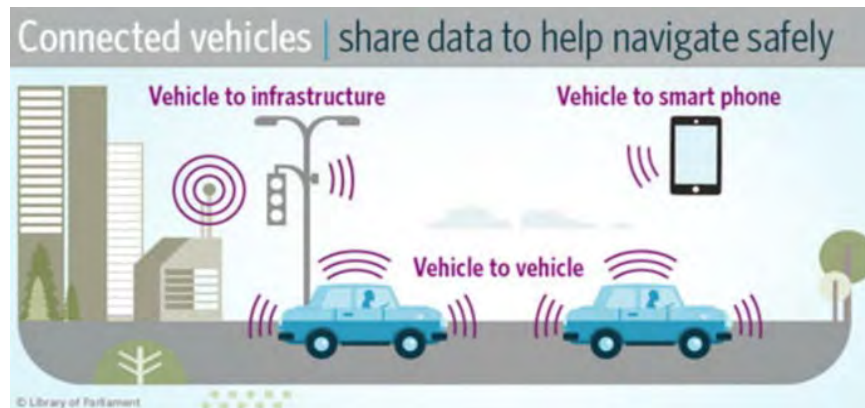 Connected vehicles | share data to help navigate safely
Vehicle to infrastructure
Vehicle to smart phone
Vehicle to vehicle
© Library of Parliament